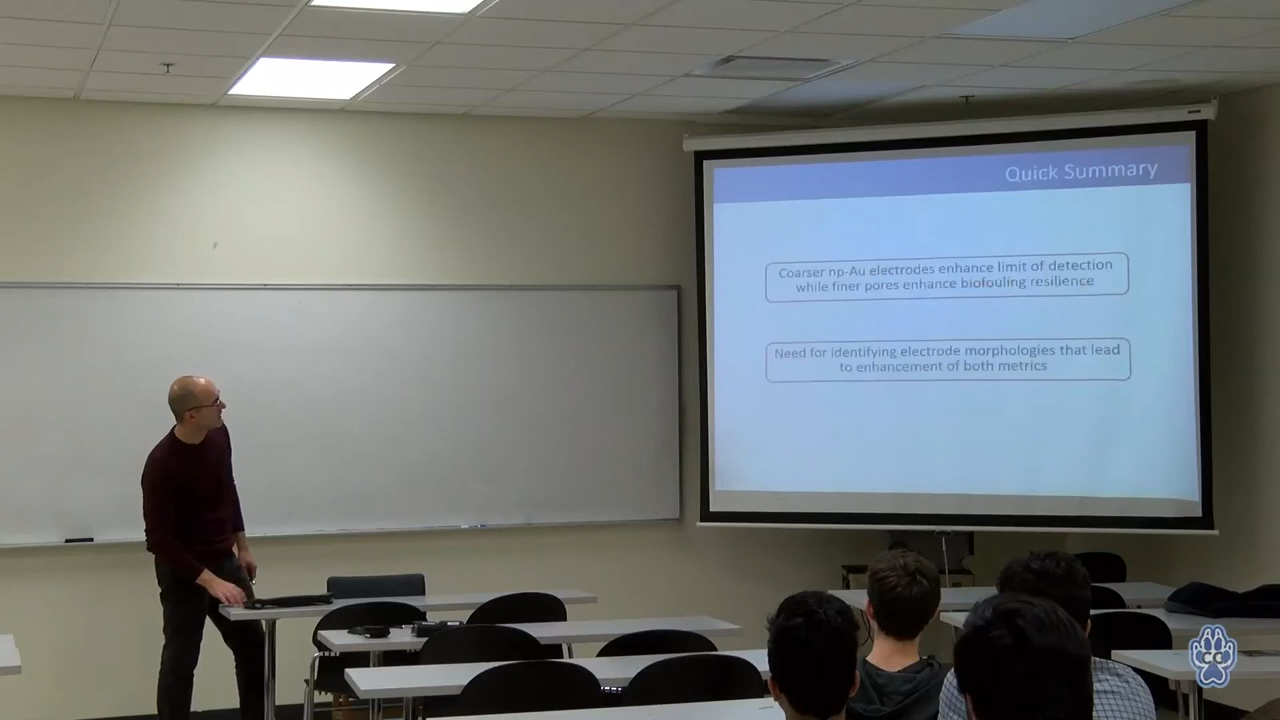 Quick Summary
Coarser np-Au electrodes enhance limit of detection
while finer pores enhance biofouling resilience
Need for identifying electrode morphologies that lead
to enhancement of both metrics
CC